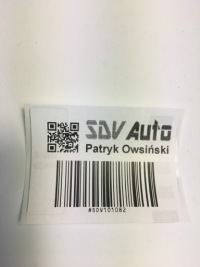 SDV Auto
Patryk Owsiński
#SDV101082